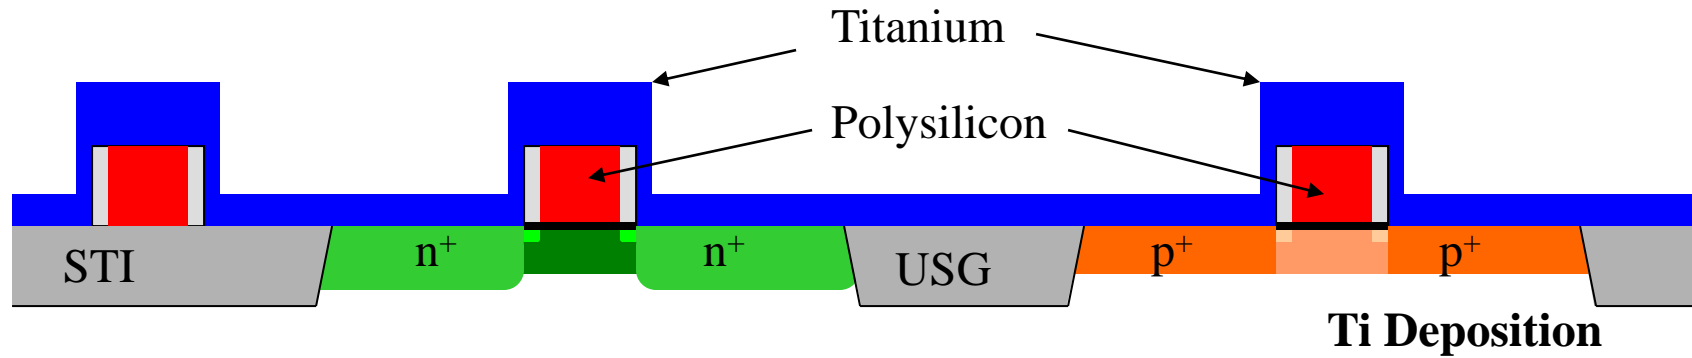 Titanium
Polysilicon
STI
n⁺
n⁺
USG
p⁺
p⁺
Ti Deposition